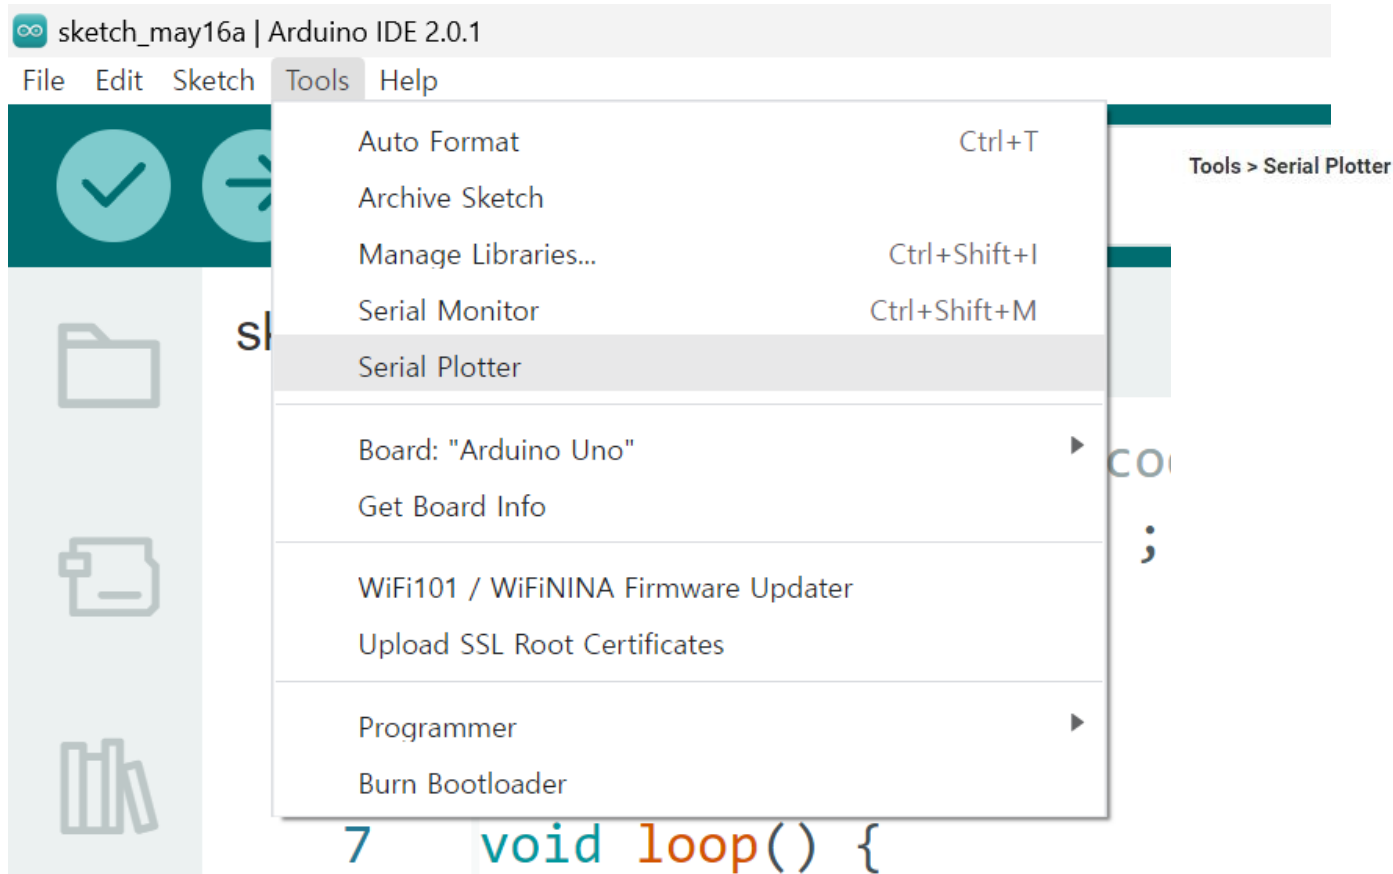 sketch_may16a | Arduino IDE 2.0.1
File Edit Sketch Tools Help
Auto Format Ctrl+T
Tools > Serial Plotter
Archive Sketch
Manage Libraries... Ctrl+Shift+I
Serial Monitor Ctrl+Shift+M
Serial Plotter
Board: "Arduino Uno"
Get Board Info
;
WiFi101 / WiFiNINA Firmware Updater
Upload SSL Root Certificates
Programmer
Burn Bootloader
7 void loop() {